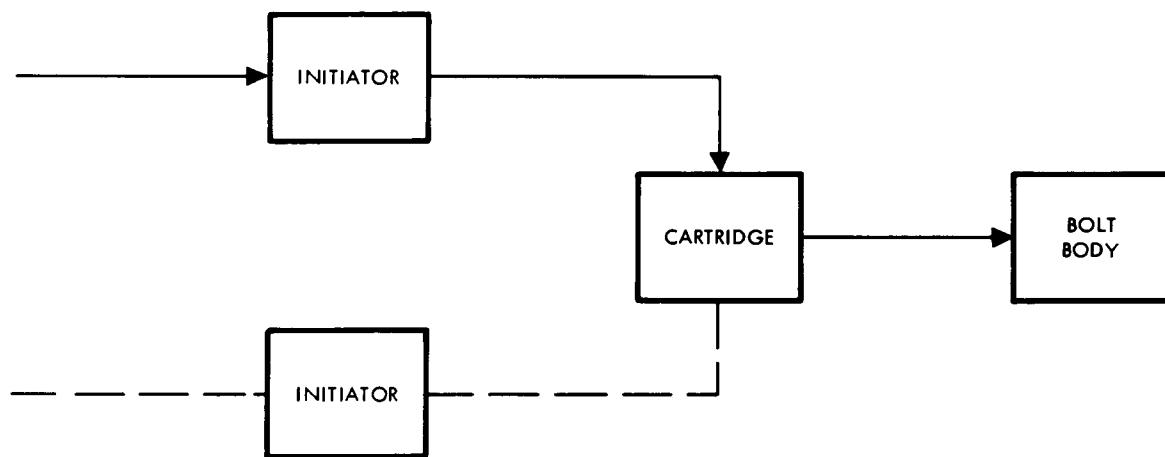 INITIATOR
CARTRIDGE
BOLT
BODY
INITIATOR